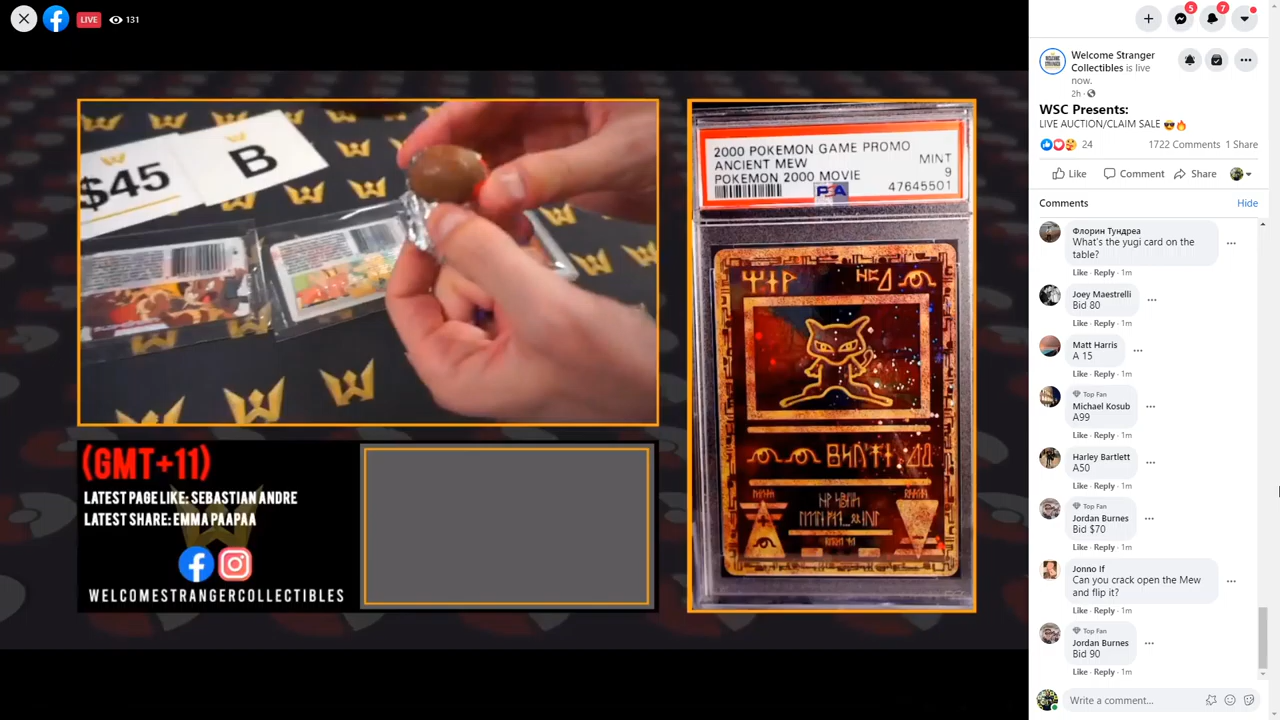 LIVE
131
$45
B
2000 POKEMON GAME PROMO
ANCIENT MEW
MINT
POKEMON 2000 MOVIE
9
PSA
47645501
(GMT+11)
LATEST PAGE LIKE: SEBASTIAN ANDRE
LATEST SHARE: EMMA PAAPAA
WELCOMESTRANGERCOLLECTIBLES
5
7
Welcome Stranger
Collectibles is live
now.
2h ·
WSC Presents:
LIVE AUCTION/CLAIM SALE 😎🔥
24
1722 Comments 1 Share
Like
Comment
Share
Comments
Hide
Флорин Тундреа
What's the yugi card on the
table?
Like · Reply · 1m
Joey Maestrelli
Bid 80
Like · Reply · 1m
Matt Harris
A 15
Like · Reply · 1m
Top Fan
Michael Kosub
A99
Like · Reply · 1m
Harley Bartlett
A50
Like · Reply · 1m
Top Fan
Jordan Burnes
Bid $70
Like · Reply · 1m
Jonno If
Can you crack open the Mew
and flip it?
Like · Reply · 1m
Top Fan
Jordan Burnes
Bid 90
Like · Reply · 1m
Write a comment...